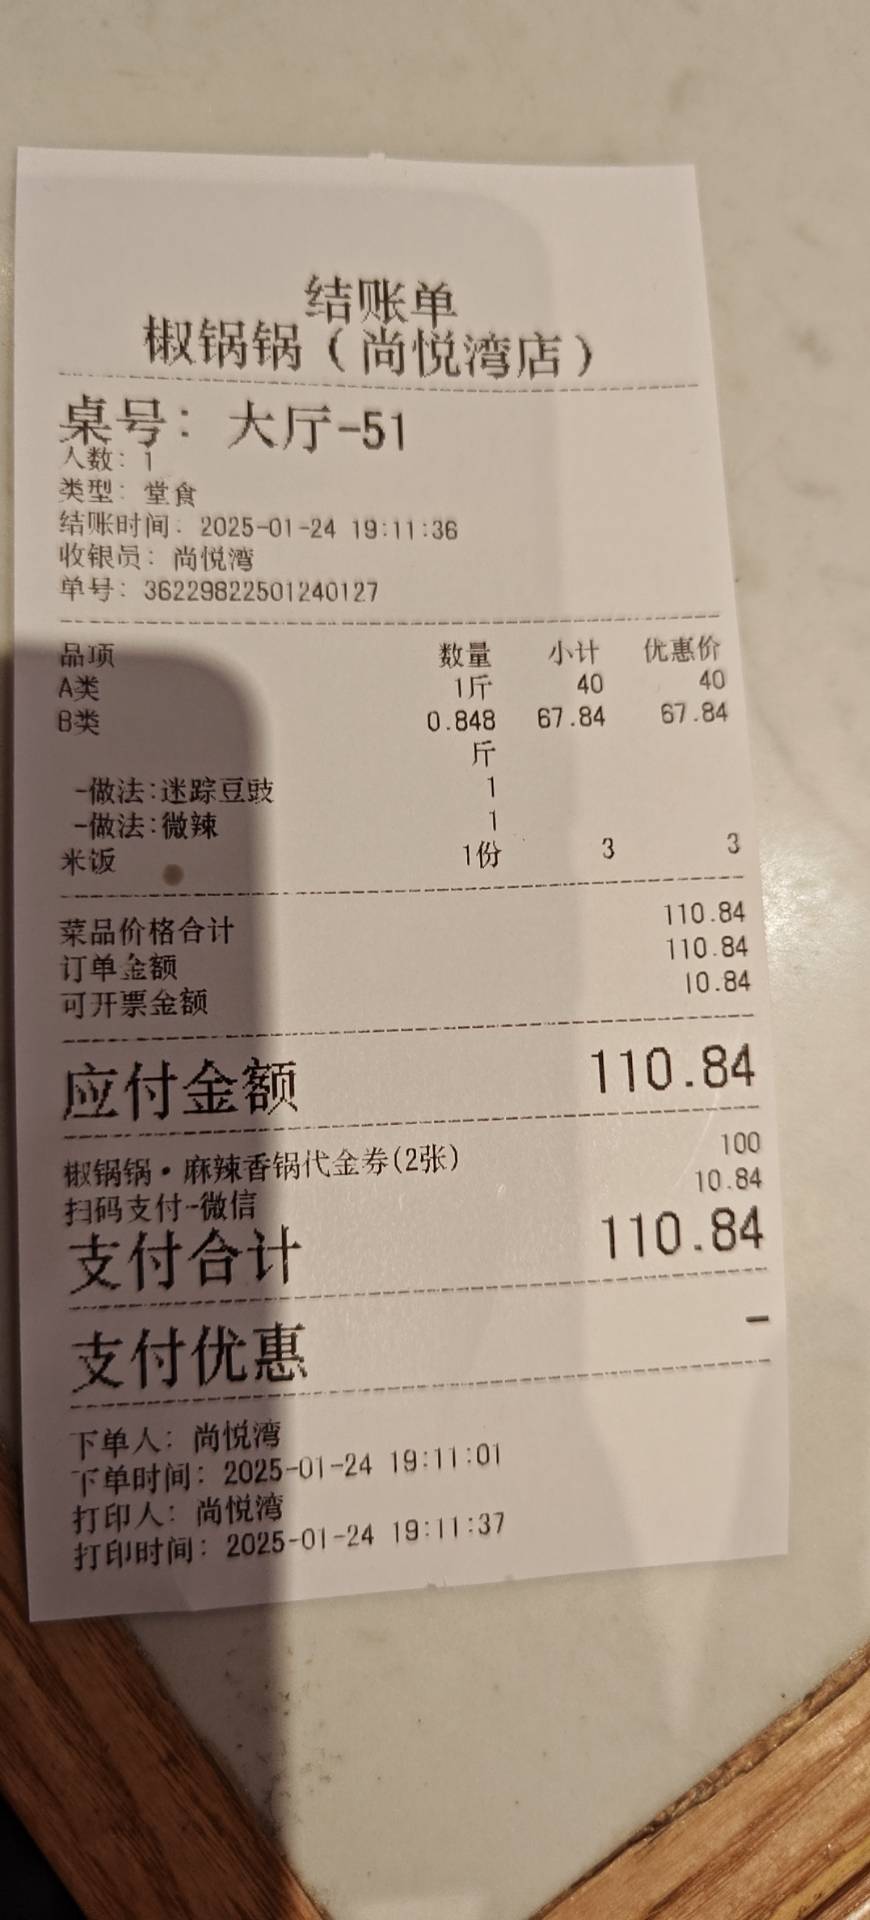 结账单
椒锅锅（尚悦湾店）
桌号：大厅-51
人数：1
类型：堂食
结账时间：2025-01-24 19:11:36
收银员：尚悦湾
单号：36229822501240127
品项 数量 小计 优惠价
A类 1斤 40 40
B类 0.848 67.84 67.84
斤
-做法:迷踪豆豉 1
-做法:微辣 1
米饭 1份 3 3
菜品价格合计 110.84
订单金额 110.84
可开票金额 10.84
应付金额 110.84
椒锅锅·麻辣香锅代金券(2张) 100
扫码支付-微信 10.84
支付合计 110.84
支付优惠 -
下单人：尚悦湾
下单时间：2025-01-24 19:11:01
打印人：尚悦湾
打印时间：2025-01-24 19:11:37